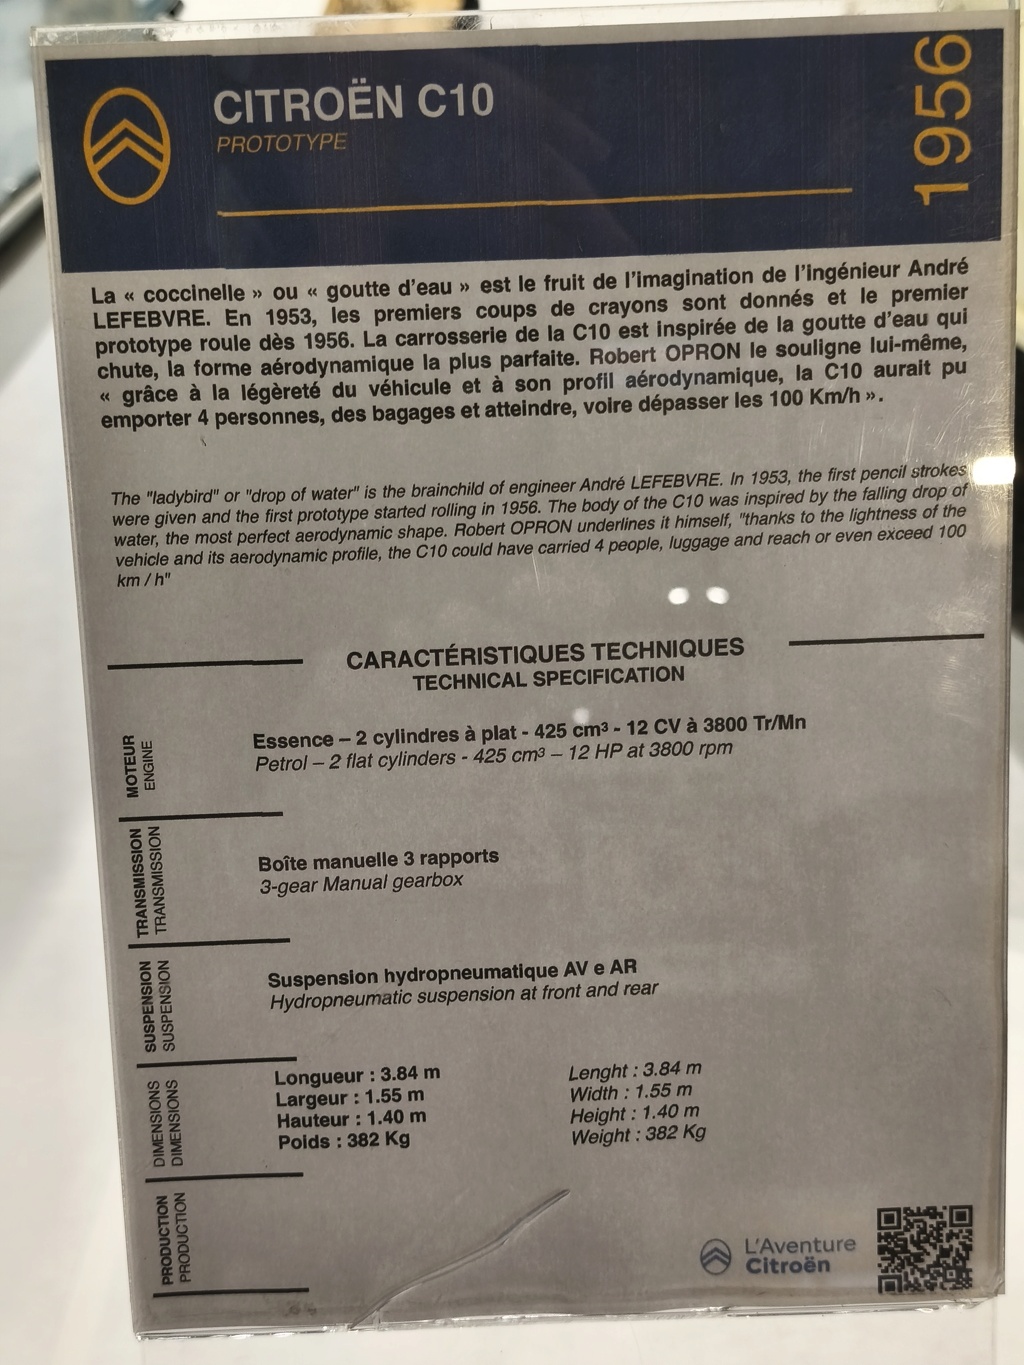 CITROËN C10
PROTOTYPE
1956
La « coccinelle » ou « goutte d'eau » est le fruit de l'imagination de l'ingénieur André
LEFEBVRE. En 1953, les premiers coups de crayons sont donnés et le premier
prototype roule dès 1956. La carrosserie de la C10 est inspirée de la goutte d'eau qui
chute, la forme aérodynamique la plus parfaite. Robert OPRON le souligne lui-même,
« grâce à la légèreté du véhicule et à son profil aérodynamique, la C10 aurait pu
emporter 4 personnes, des bagages et atteindre, voire dépasser les 100 Km/h ».
The "ladybird" or "drop of water" is the brainchild of engineer André LEFEBVRE. In 1953, the first pencil strokes
were given and the first prototype started rolling in 1956. The body of the C10 was inspired by the falling drop of
water, the most perfect aerodynamic shape. Robert OPRON underlines it himself, "thanks to the lightness of the
vehicle and its aerodynamic profile, the C10 could have carried 4 people, luggage and reach or even exceed 100
km / h"
CARACTÉRISTIQUES TECHNIQUES
TECHNICAL SPECIFICATION
MOTEUR
ENGINE
Essence – 2 cylindres à plat - 425 cm³ - 12 CV à 3800 Tr/Mn
Petrol – 2 flat cylinders - 425 cm³ – 12 HP at 3800 rpm
TRANSMISSION
TRANSMISSION
Boîte manuelle 3 rapports
3-gear Manual gearbox
SUSPENSION
SUSPENSION
Suspension hydropneumatique AV e AR
Hydropneumatic suspension at front and rear
DIMENSIONS
DIMENSIONS
Longueur : 3.84 m
Largeur : 1.55 m
Hauteur : 1.40 m
Poids : 382 Kg
Lenght : 3.84 m
Width : 1.55 m
Height : 1.40 m
Weight : 382 Kg
PRODUCTION
PRODUCTION
L'Aventure
Citroën